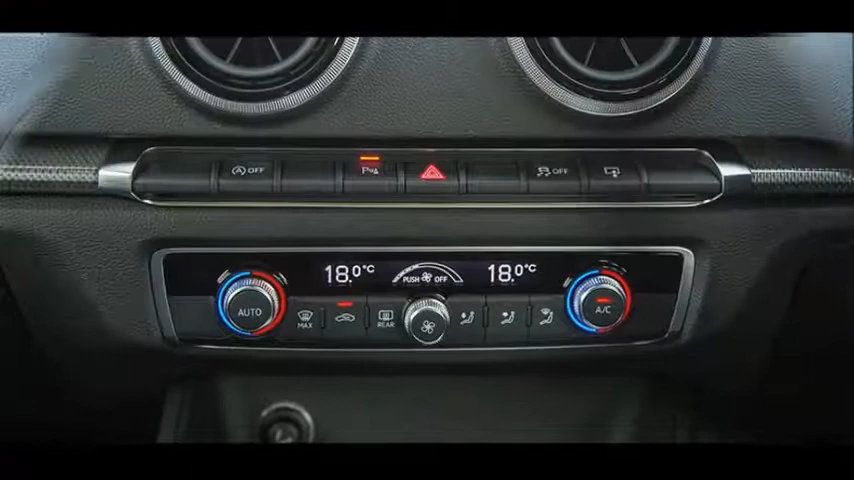 OFF
P
OFF
18.0°C
PUSH OFF
18.0°C
AUTO
MAX
REAR
A/C